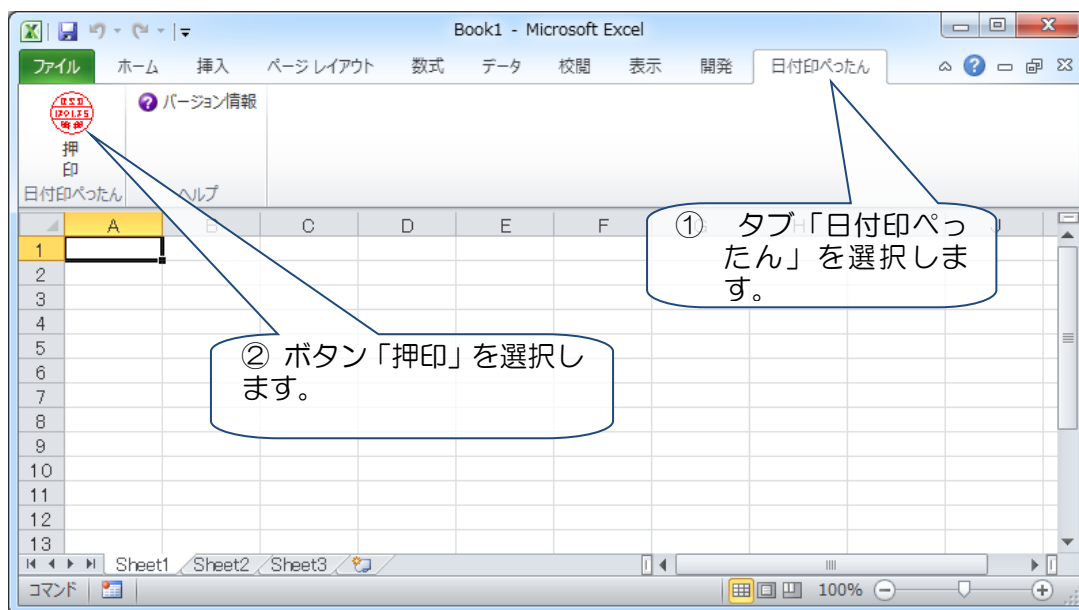 Book1 - Microsoft Excel
ファイル ホーム 挿入 ページ レイアウト 数式 データ 校閲 表示 開発 日付印ぺったん
バージョン情報
押
印
日付印ぺったん ヘルプ
A B C D E F G H J
① タブ「日付印ぺっ
たん」を選択しま
す。
② ボタン「押印」を選択し
ます。
1
2
3
4
5
6
7
8
9
10
11
12
13
Sheet1 Sheet2 Sheet3
コマンド 100%